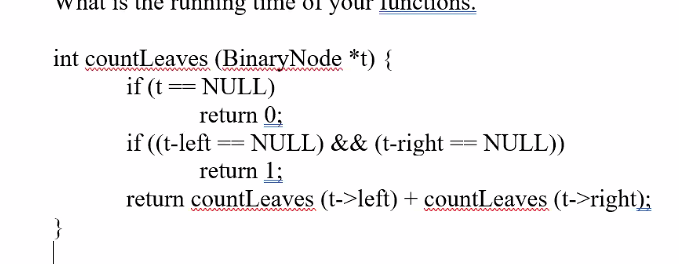 What is the running time of your functions.
int countLeaves (BinaryNode *t) {
if (t == NULL)
return 0;
if ((t-left == NULL) && (t-right == NULL))
return 1;
return countLeaves (t->left) + countLeaves (t->right);
}